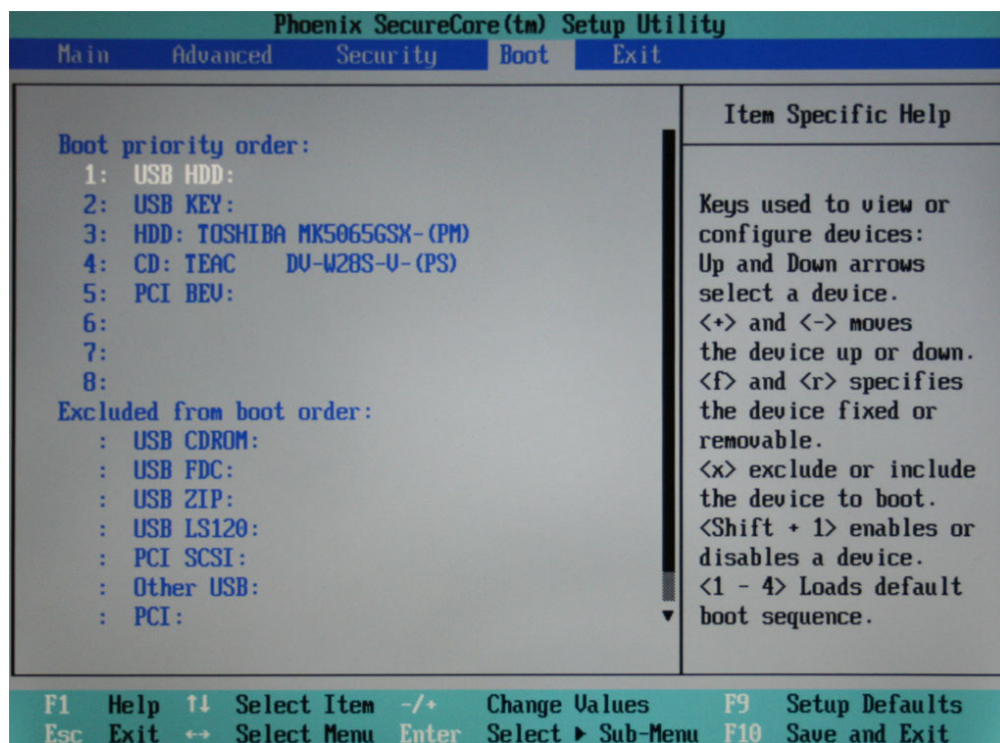 Phoenix SecureCore(tm) Setup Utility
Main Advanced Security Boot Exit
Boot priority order:
1: USB HDD:
2: USB KEY:
3: HDD: TOSHIBA MK5065GSX-(PM)
4: CD: TEAC DV-W28S-V-(PS)
5: PCI BEV:
6:
7:
8:
Excluded from boot order:
: USB CDROM:
: USB FDC:
: USB ZIP:
: USB LS120:
: PCI SCSI:
: Other USB:
: PCI:
Item Specific Help
Keys used to view or
configure devices:
Up and Down arrows
select a device.
<+> and <-> moves
the device up or down.
<f> and <r> specifies
the device fixed or
removable.
<x> exclude or include
the device to boot.
<Shift + 1> enables or
disables a device.
<1 - 4> Loads default
boot sequence.
F1 Help ↑↓ Select Item -/+ Change Values F9 Setup Defaults
Esc Exit ↔ Select Menu Enter Select ▶ Sub-Menu F10 Save and Exit